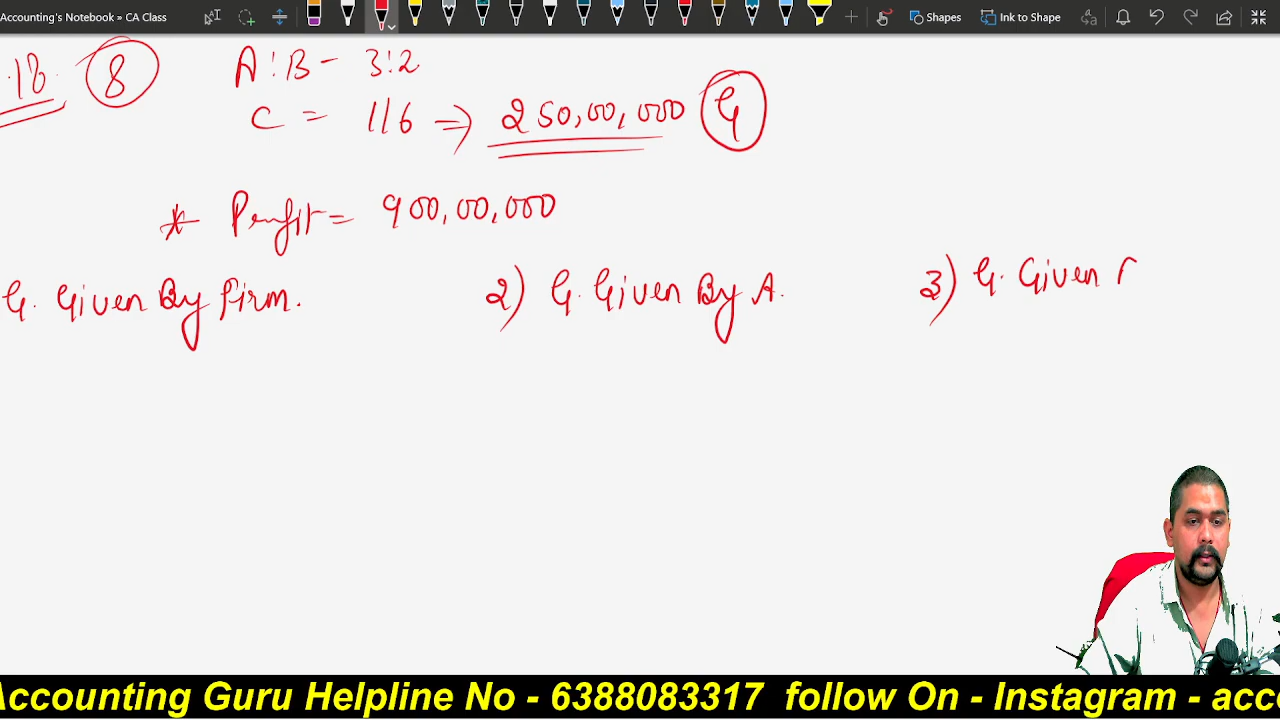 Accounting's Notebook » CA Class
Shapes
Ink to Shape
.18. 8 A:B - 3:2
C = 1/6 => 250,00,000 G
* Profit = 900,00,000
G. Given By firm. 2) G. Given By A. 3) G. Given
Accounting Guru Helpline No - 6388083317 follow On - Instagram - acc